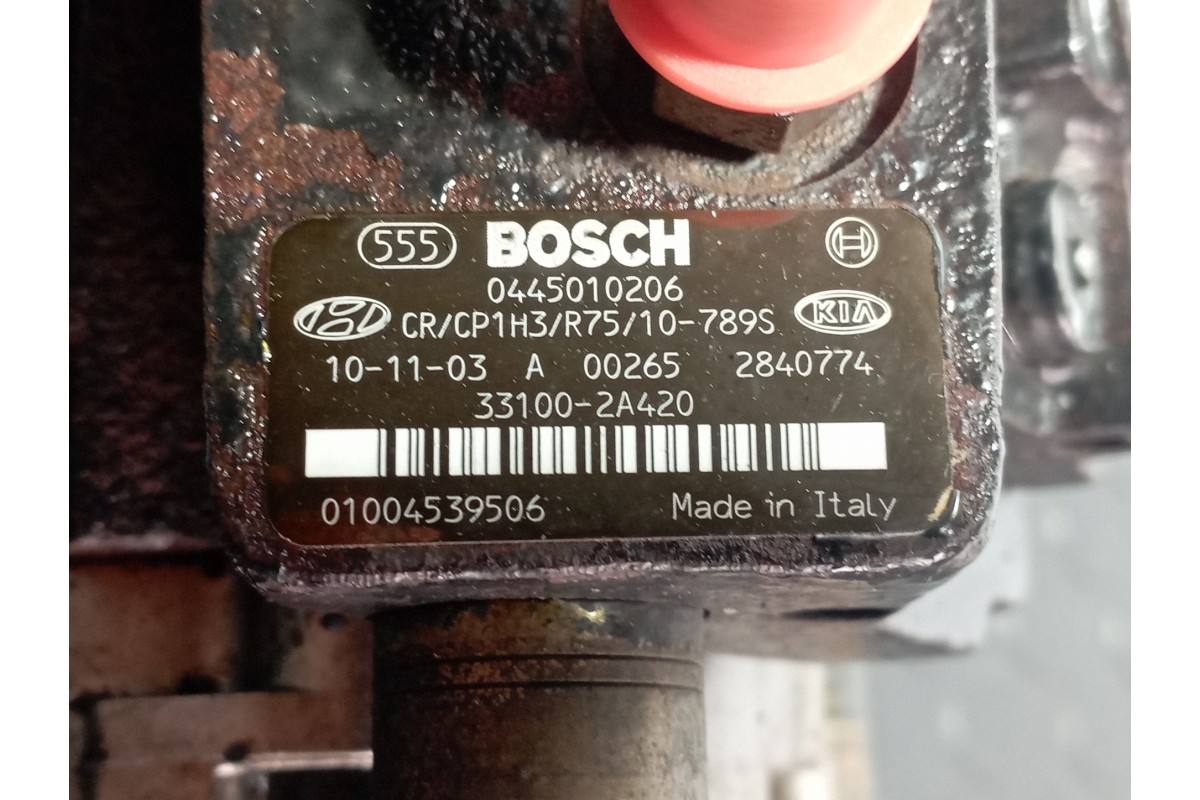 555 BOSCH
0445010206
CR/CP1H3/R75/10-789S KIA
10-11-03 A 00265 2840774
33100-2A420
01004539506 Made in Italy